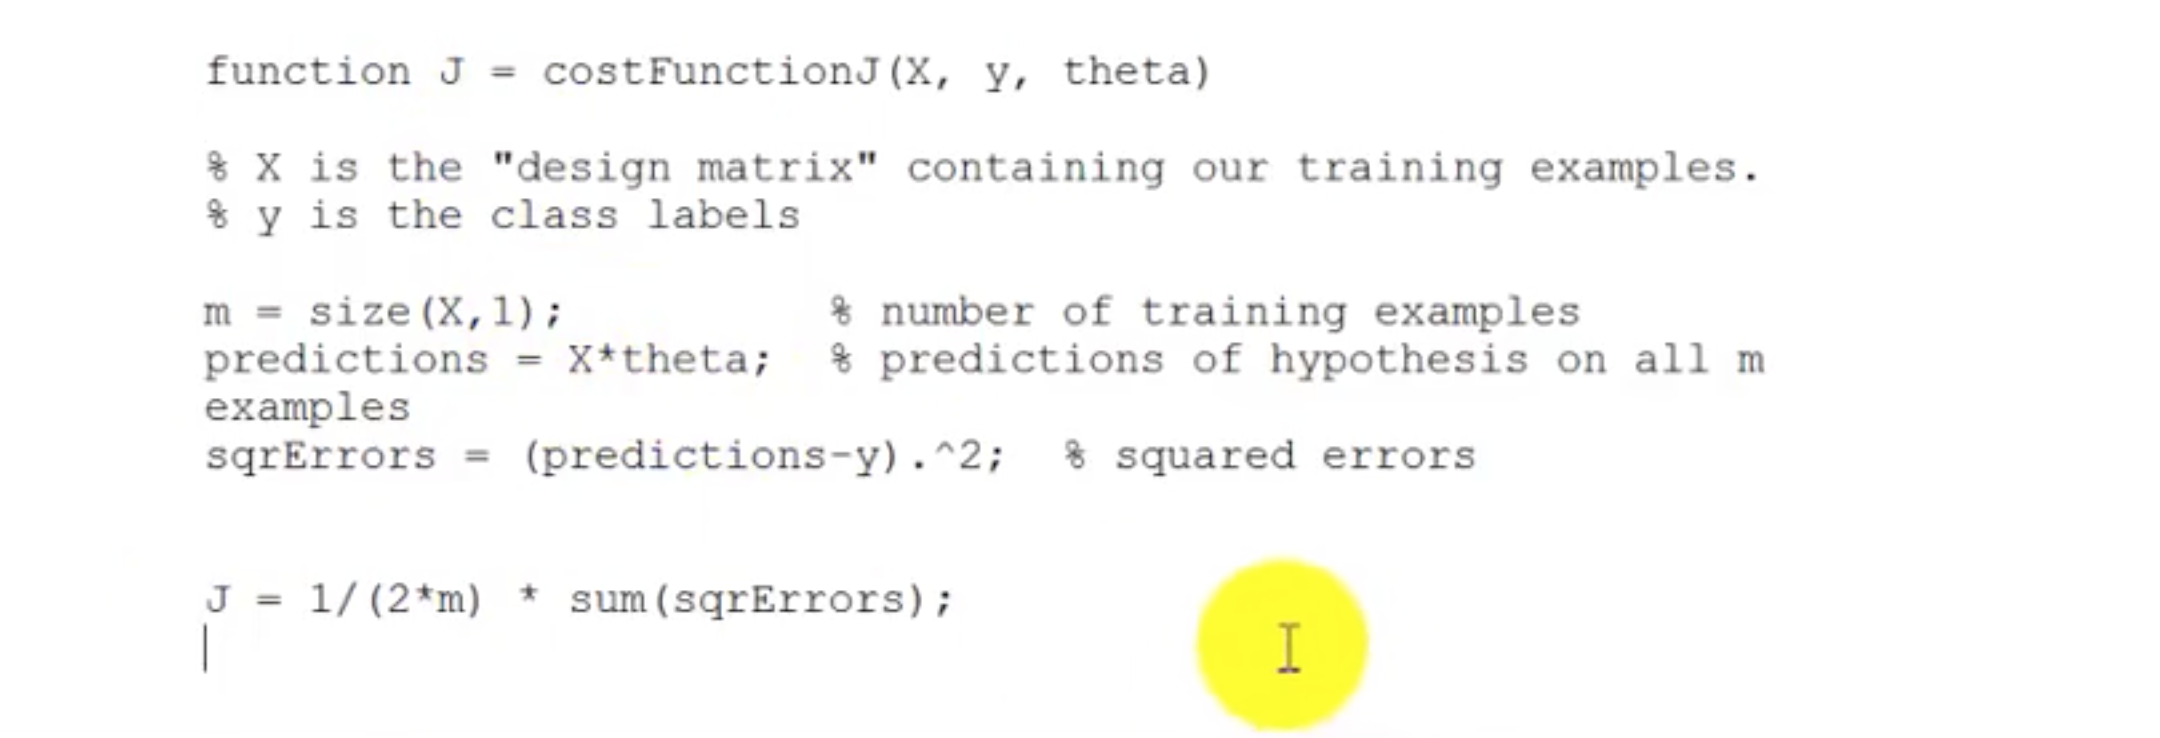 function J = costFunctionJ(X, y, theta)
% X is the "design matrix" containing our training examples.
% y is the class labels
m = size(X,1);          % number of training examples
predictions = X*theta;  % predictions of hypothesis on all m
examples
sqrErrors = (predictions-y).^2;  % squared errors
J = 1/(2*m) * sum(sqrErrors);